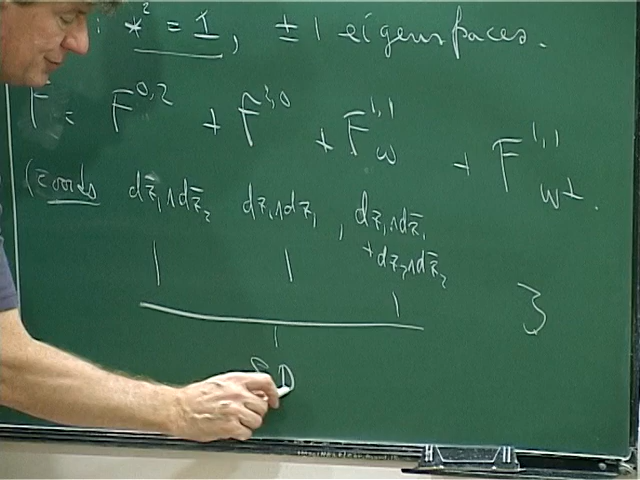 : *² = 1, ±1 eigenspaces.
F = F^{0,2} + F^{2,0} + F^{1,1}_ω + F^{1,1}_{ω⊥}.
(coords dz̄₁∧dz̄₂ dz₁∧dz₁, dz₁∧dz̄₁
+dz₂∧dz̄₂
1 1 1 3
SD